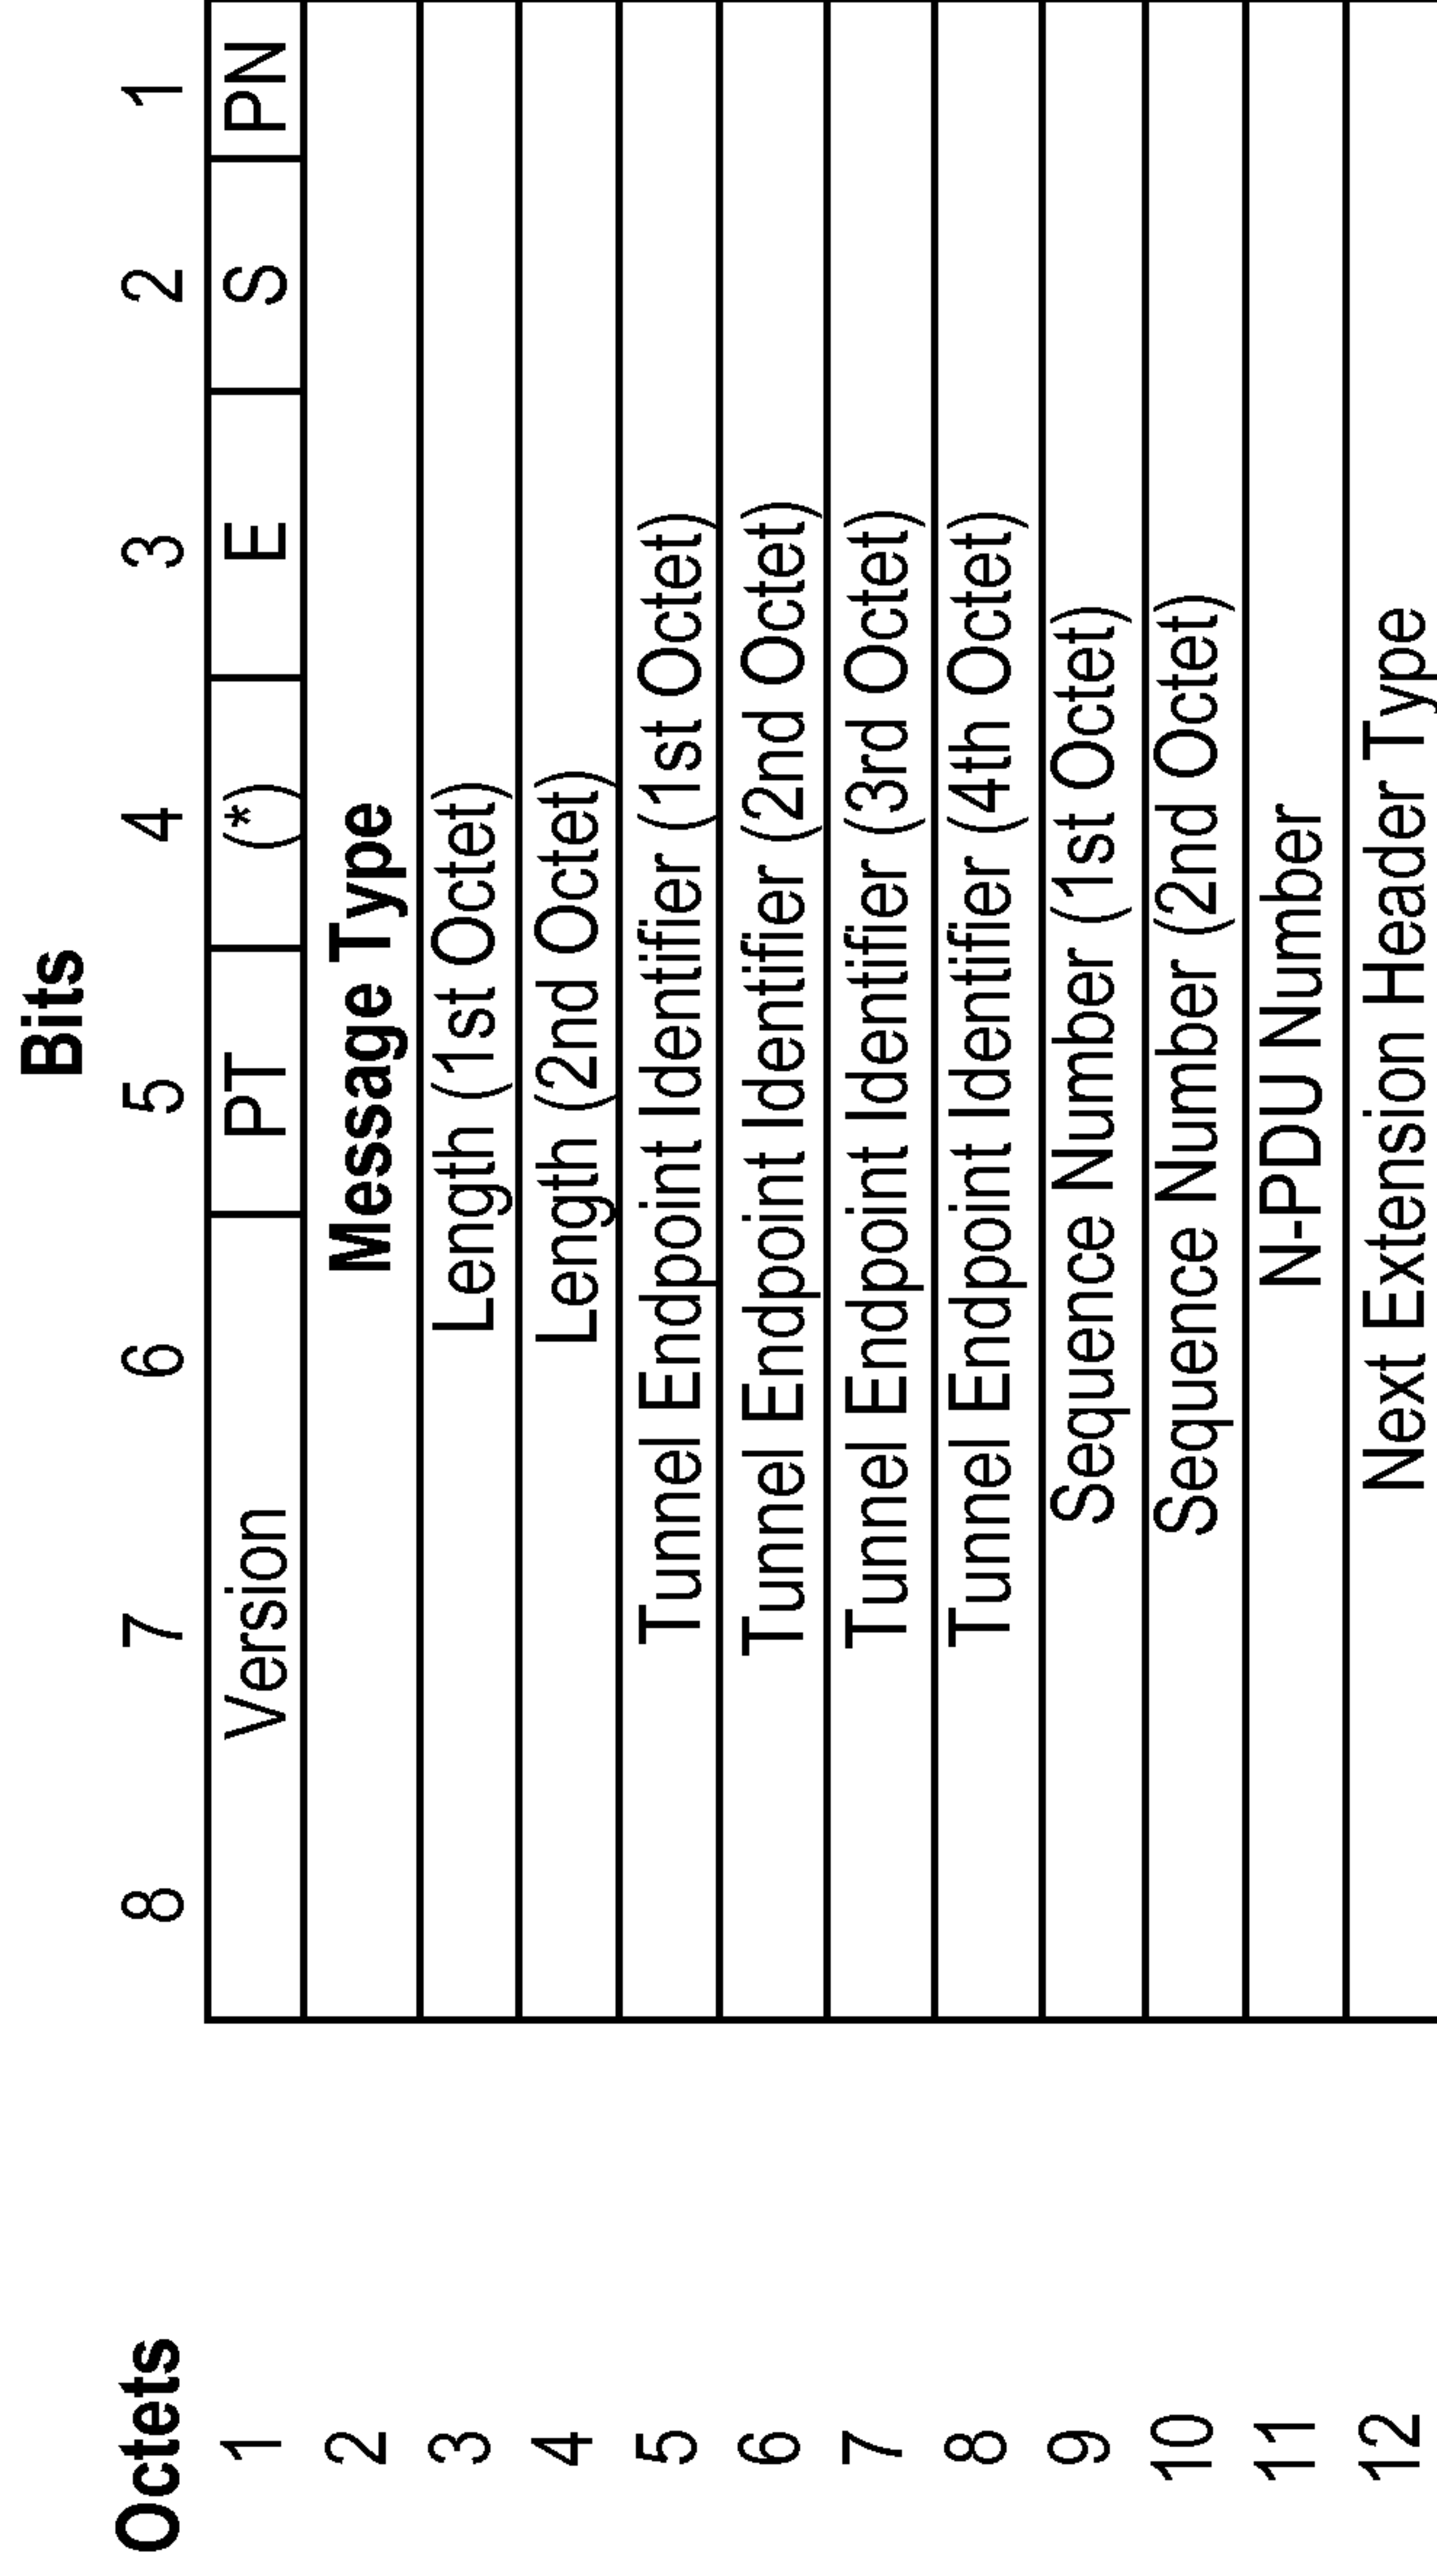 Bits
Octets 8 7 6 5 4 3 2 1
1 Version PT (*) E S PN
2 Message Type
3 Length (1st Octet)
4 Length (2nd Octet)
5 Tunnel Endpoint Identifier (1st Octet)
6 Tunnel Endpoint Identifier (2nd Octet)
7 Tunnel Endpoint Identifier (3rd Octet)
8 Tunnel Endpoint Identifier (4th Octet)
9 Sequence Number (1st Octet)
10 Sequence Number (2nd Octet)
11 N-PDU Number
12 Next Extension Header Type